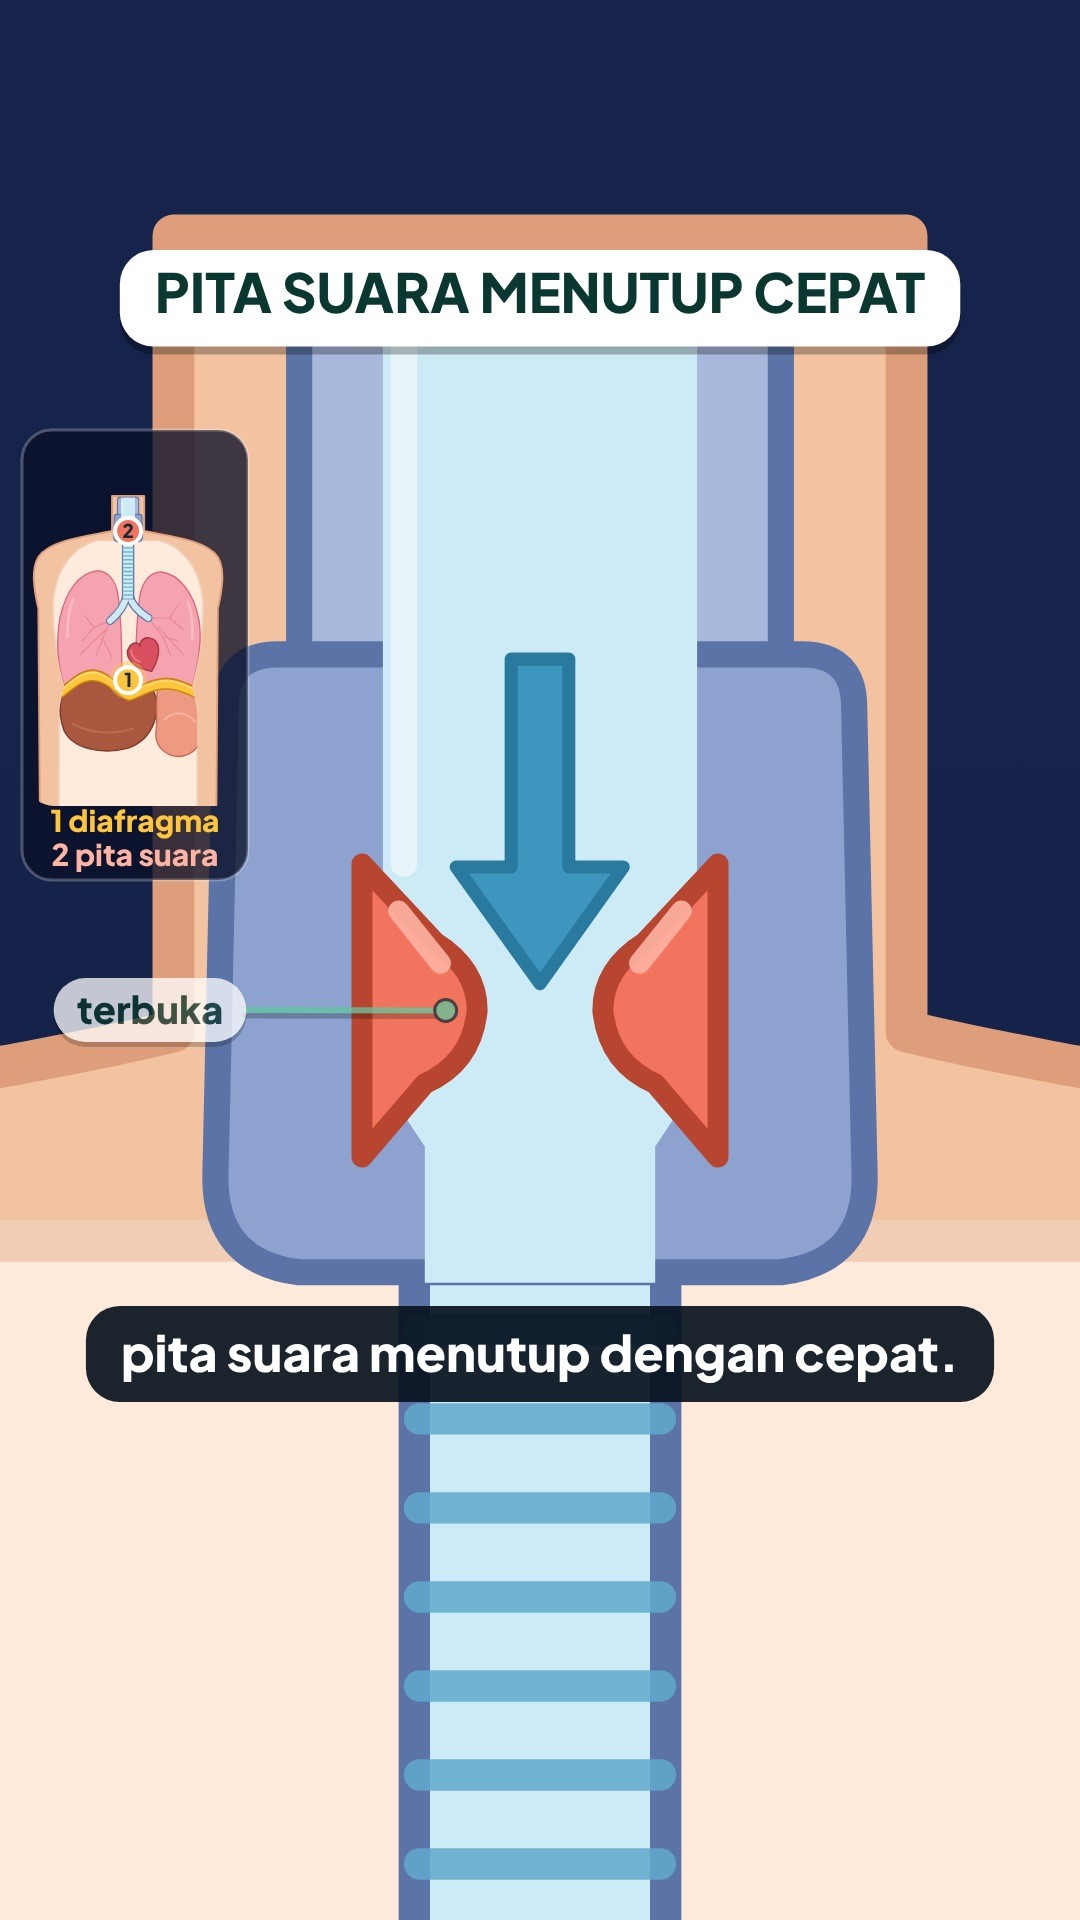 PITA SUARA MENUTUP CEPAT
2
1
1 diafragma
2 pita suara
terbuka
pita suara menutup dengan cepat.